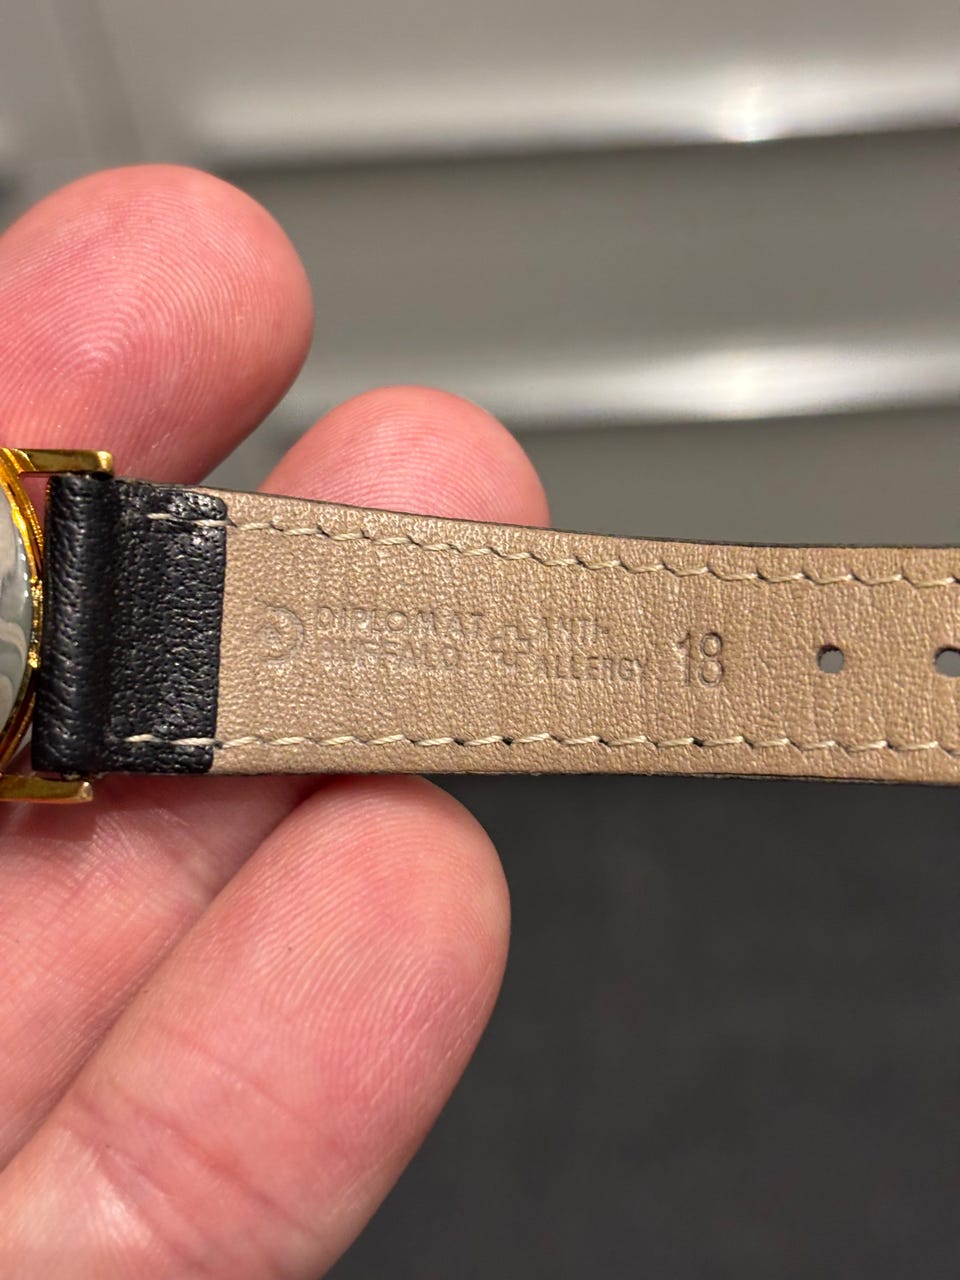 DIPLOMAT
BUFFALO
ANTI-
ALLERGY
18